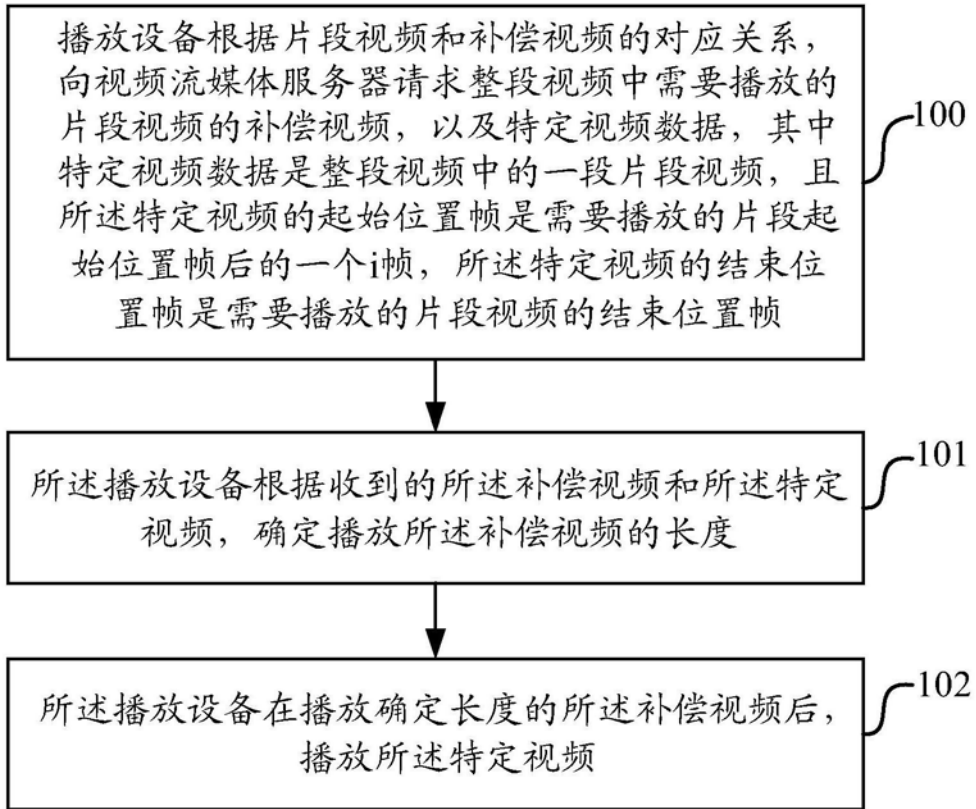 播放设备根据片段视频和补偿视频的对应关系，
向视频流媒体服务器请求整段视频中需要播放的
片段视频的补偿视频，以及特定视频数据，其中
特定视频数据是整段视频中的一段片段视频，且
所述特定视频的起始位置帧是需要播放的片段起
始位置帧后的一个i帧，所述特定视频的结束位
置帧是需要播放的片段视频的结束位置帧
100
所述播放设备根据收到的所述补偿视频和所述特定
视频，确定播放所述补偿视频的长度
101
所述播放设备在播放确定长度的所述补偿视频后，
播放所述特定视频
102